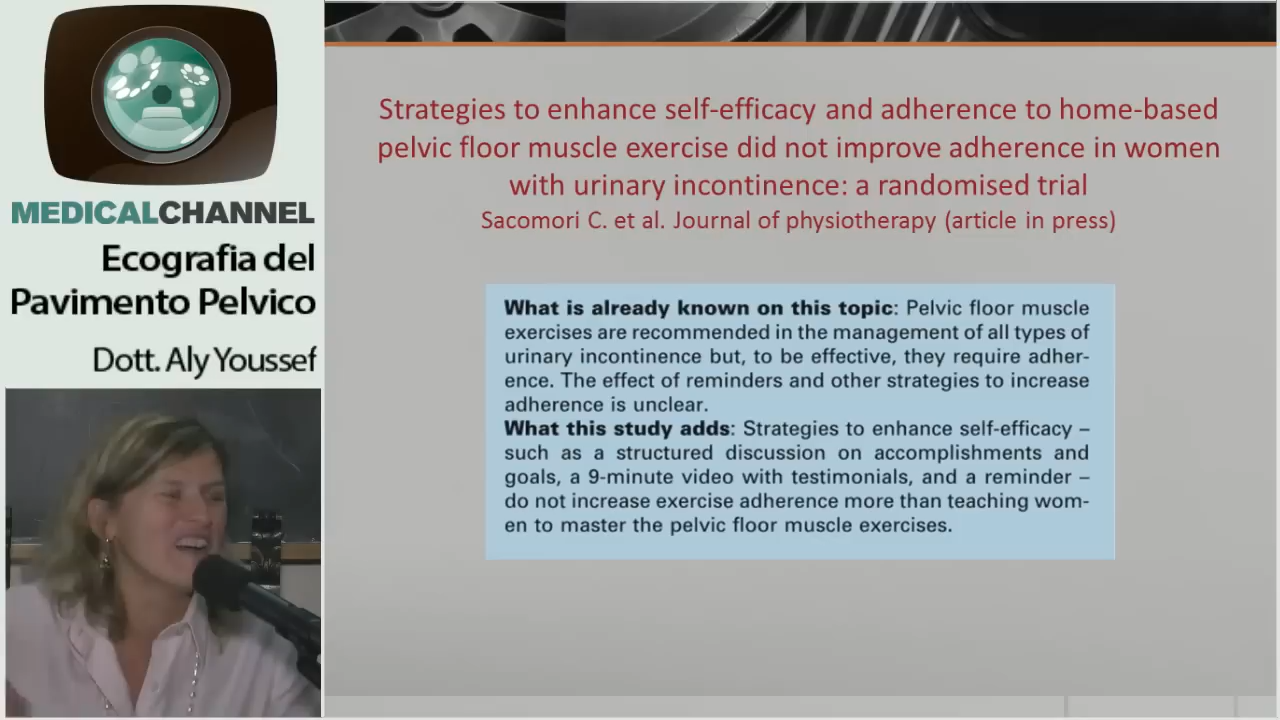 MEDICALCHANNEL
Ecografia del
Pavimento Pelvico
Dott. Aly Youssef
Strategies to enhance self-efficacy and adherence to home-based
pelvic floor muscle exercise did not improve adherence in women
with urinary incontinence: a randomised trial
Sacomori C. et al. Journal of physiotherapy (article in press)
What is already known on this topic: Pelvic floor muscle
exercises are recommended in the management of all types of
urinary incontinence but, to be effective, they require adher-
ence. The effect of reminders and other strategies to increase
adherence is unclear.
What this study adds: Strategies to enhance self-efficacy –
such as a structured discussion on accomplishments and
goals, a 9-minute video with testimonials, and a reminder –
do not increase exercise adherence more than teaching wom-
en to master the pelvic floor muscle exercises.